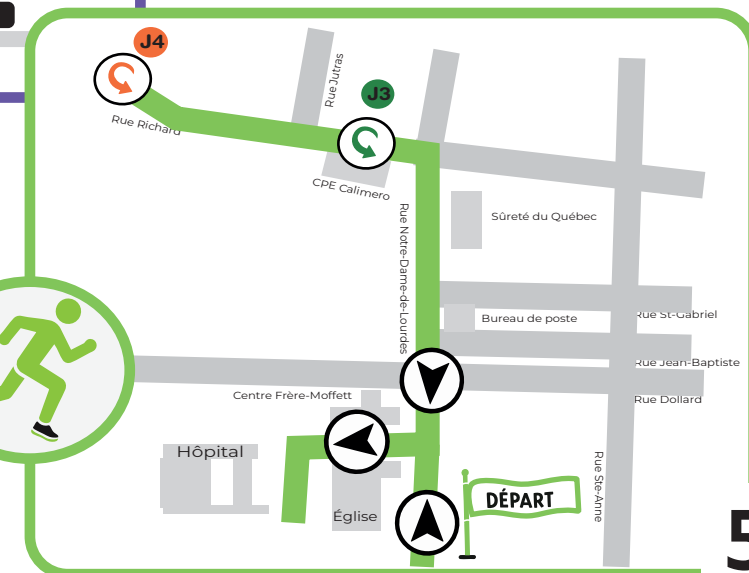 J4
Rue Jutras
J3
Rue Richard
CPE Calimero
Rue Notre-Dame-de-Lourdes
Sûreté du Québec
Bureau de poste
Rue St-Gabriel
Rue Jean-Baptiste
Centre Frère-Moffett
Rue Dollard
Hôpital
Rue Ste-Anne
DÉPART
Église
5